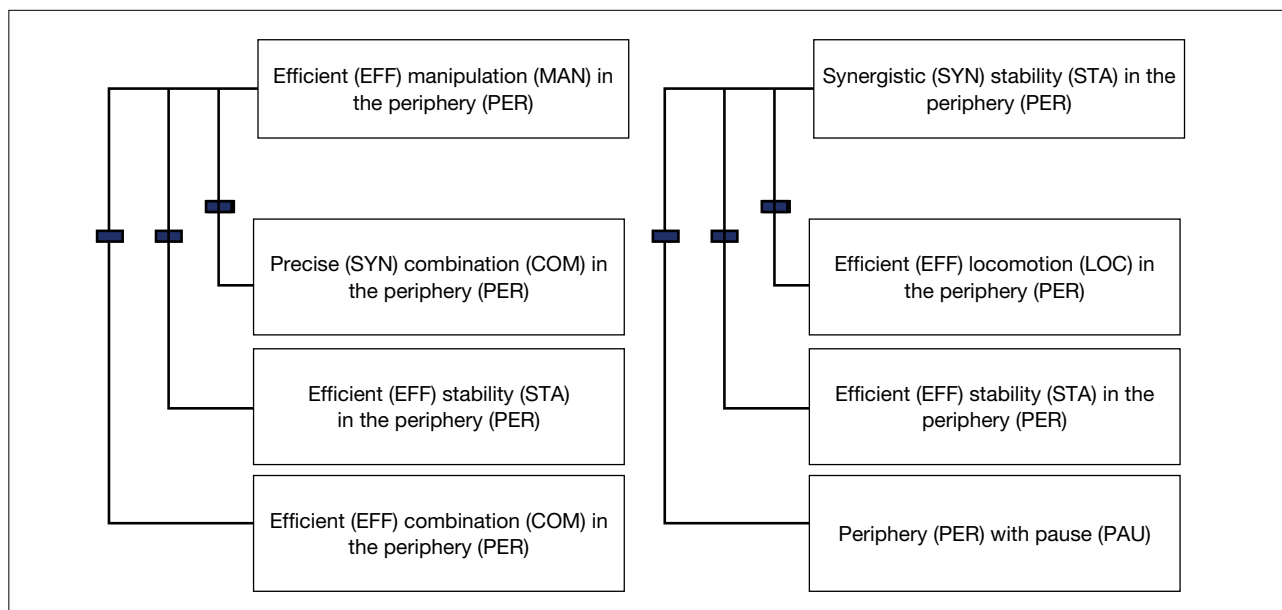 Efficient (EFF) manipulation (MAN) in
the periphery (PER)
Precise (SYN) combination (COM) in
the periphery (PER)
Efficient (EFF) stability (STA)
in the periphery (PER)
Efficient (EFF) combination (COM) in
the periphery (PER)
Synergistic (SYN) stability (STA) in the
periphery (PER)
Efficient (EFF) locomotion (LOC) in
the periphery (PER)
Efficient (EFF) stability (STA) in the
periphery (PER)
Periphery (PER) with pause (PAU)